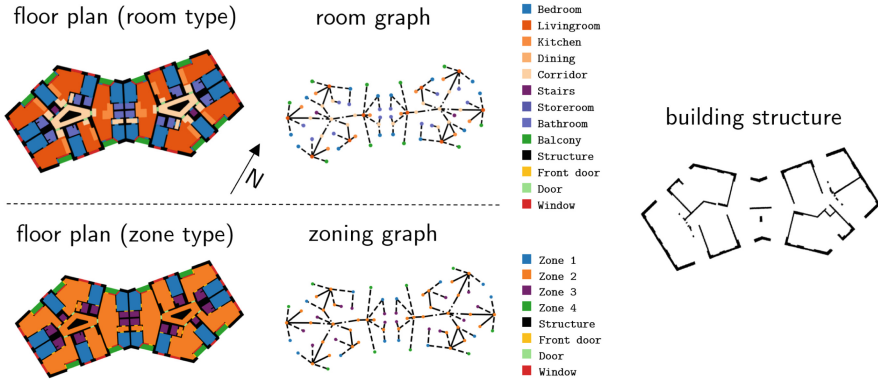 floor plan (room type)
room graph
Bedroom
Livingroom
Kitchen
Dining
Corridor
Stairs
Storeroom
Bathroom
Balcony
Structure
Front door
Door
Window
N
building structure
floor plan (zone type)
zoning graph
Zone 1
Zone 2
Zone 3
Zone 4
Structure
Front door
Door
Window